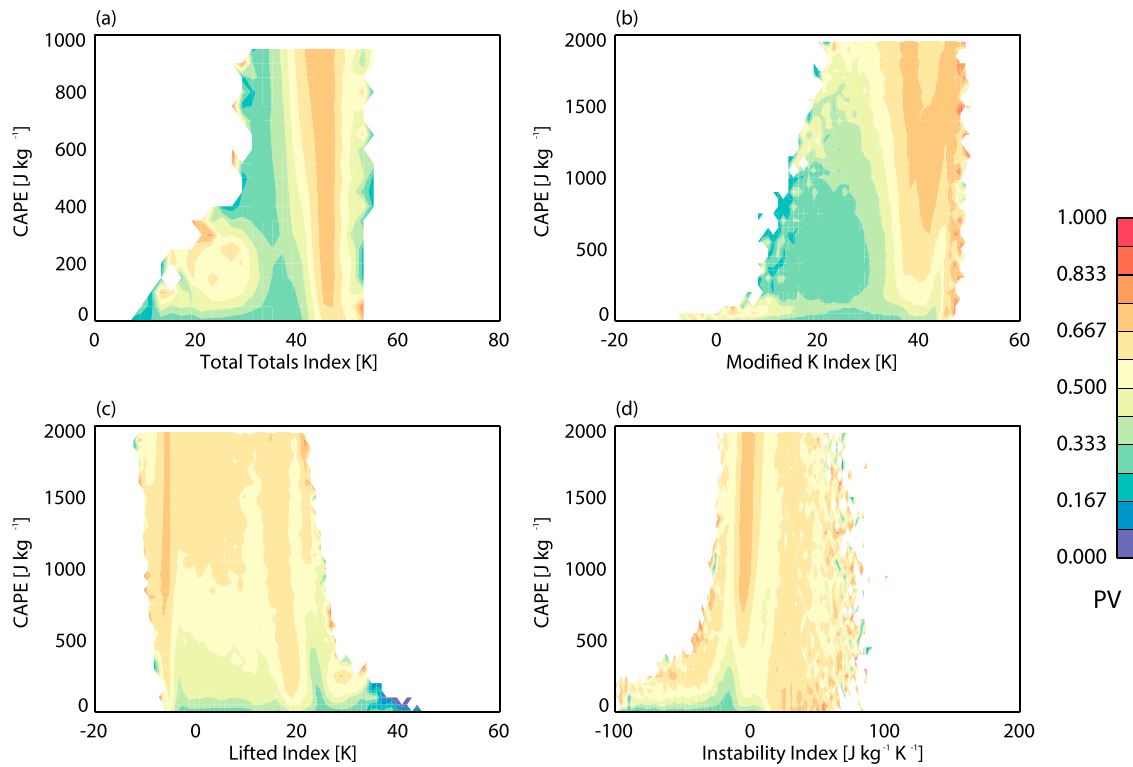 (a)
CAPE [J kg ⁻¹]
1000
800
600
400
200
0
0 20 40 60 80
Total Totals Index [K]
(b)
CAPE [J kg ⁻¹]
2000
1500
1000
500
0
-20 0 20 40 60
Modified K Index [K]
(c)
CAPE [J kg ⁻¹]
2000
1500
1000
500
0
-20 0 20 40 60
Lifted Index [K]
(d)
CAPE [J kg ⁻¹]
2000
1500
1000
500
0
-100 0 100 200
Instability Index [J kg⁻¹ K⁻¹]
1.000
0.833
0.667
0.500
0.333
0.167
0.000
PV